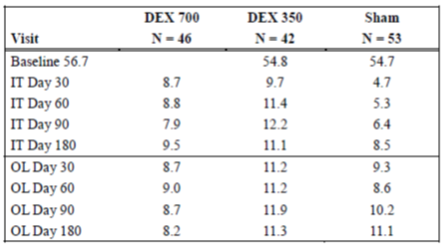 DEX 700 DEX 350 Sham
Visit N = 46 N = 42 N = 53
Baseline 56.7 54.8 54.7
IT Day 30 8.7 9.7 4.7
IT Day 60 8.8 11.4 5.3
IT Day 90 7.9 12.2 6.4
IT Day 180 9.5 11.1 8.5
OL Day 30 8.7 11.2 9.3
OL Day 60 9.0 11.2 8.6
OL Day 90 8.7 11.9 10.2
OL Day 180 8.2 11.3 11.1